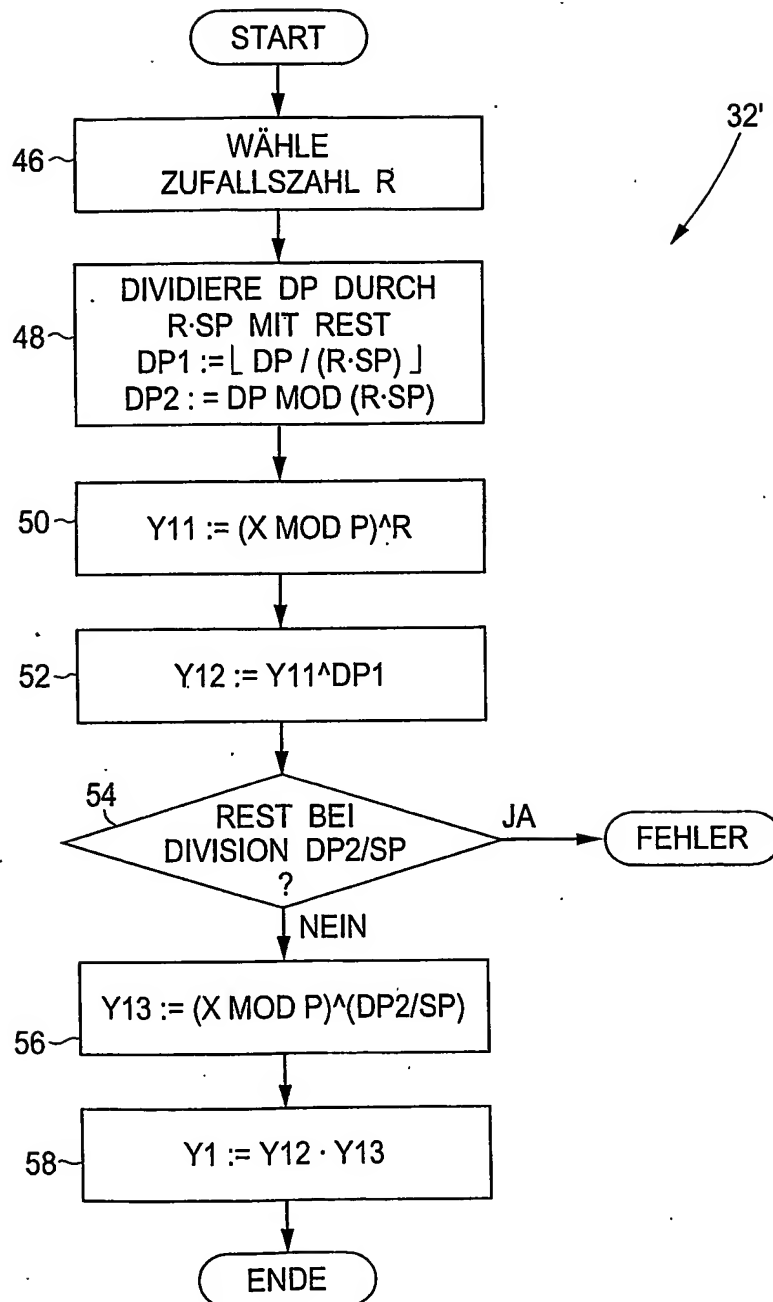 START
32'
46
WÄHLE
ZUFALLSZAHL R
48
DIVIDIERE DP DURCH
R·SP MIT REST
DP1 := ⌊ DP / (R·SP) ⌋
DP2 : = DP MOD (R·SP)
50
Y11 := (X MOD P)^R
52
Y12 := Y11^DP1
54
REST BEI
DIVISION DP2/SP
?
JA
FEHLER
NEIN
56
Y13 := (X MOD P)^(DP2/SP)
58
Y1 := Y12 · Y13
ENDE